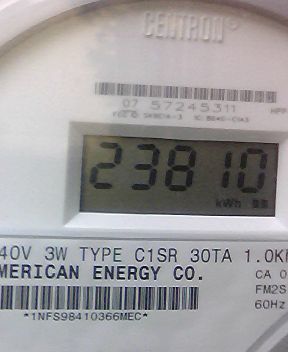 CENTRON®
07 57245311
23810
kWh
40V 3W TYPE C1SR 30TA 1.0K
MERICAN ENERGY CO.
CA 0
FM2S
60Hz
*1NFS98410366MEC*